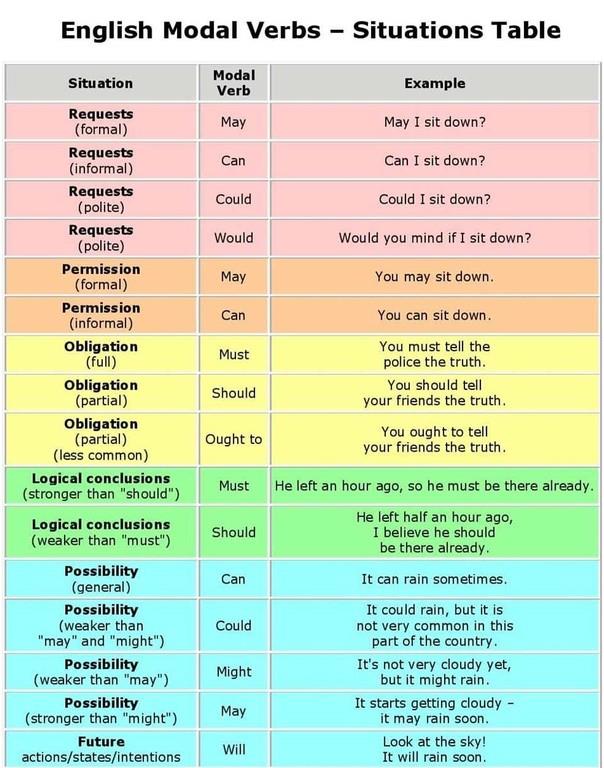 English Modal Verbs – Situations Table
Situation
Modal
Verb
Example
Requests
(formal)
May
May I sit down?
Requests
(informal)
Can
Can I sit down?
Requests
(polite)
Could
Could I sit down?
Requests
(polite)
Would
Would you mind if I sit down?
Permission
(formal)
May
You may sit down.
Permission
(informal)
Can
You can sit down.
Obligation
(full)
Must
You must tell the
police the truth.
Obligation
(partial)
Should
You should tell
your friends the truth.
Obligation
(partial)
(less common)
Ought to
You ought to tell
your friends the truth.
Logical conclusions
(stronger than "should")
Must
He left an hour ago, so he must be there already.
Logical conclusions
(weaker than "must")
Should
He left half an hour ago,
I believe he should
be there already.
Possibility
(general)
Can
It can rain sometimes.
Possibility
(weaker than
"may" and "might")
Could
It could rain, but it is
not very common in this
part of the country.
Possibility
(weaker than "may")
Might
It's not very cloudy yet,
but it might rain.
Possibility
(stronger than "might")
May
It starts getting cloudy –
it may rain soon.
Future
actions/states/intentions
Will
Look at the sky!
It will rain soon.